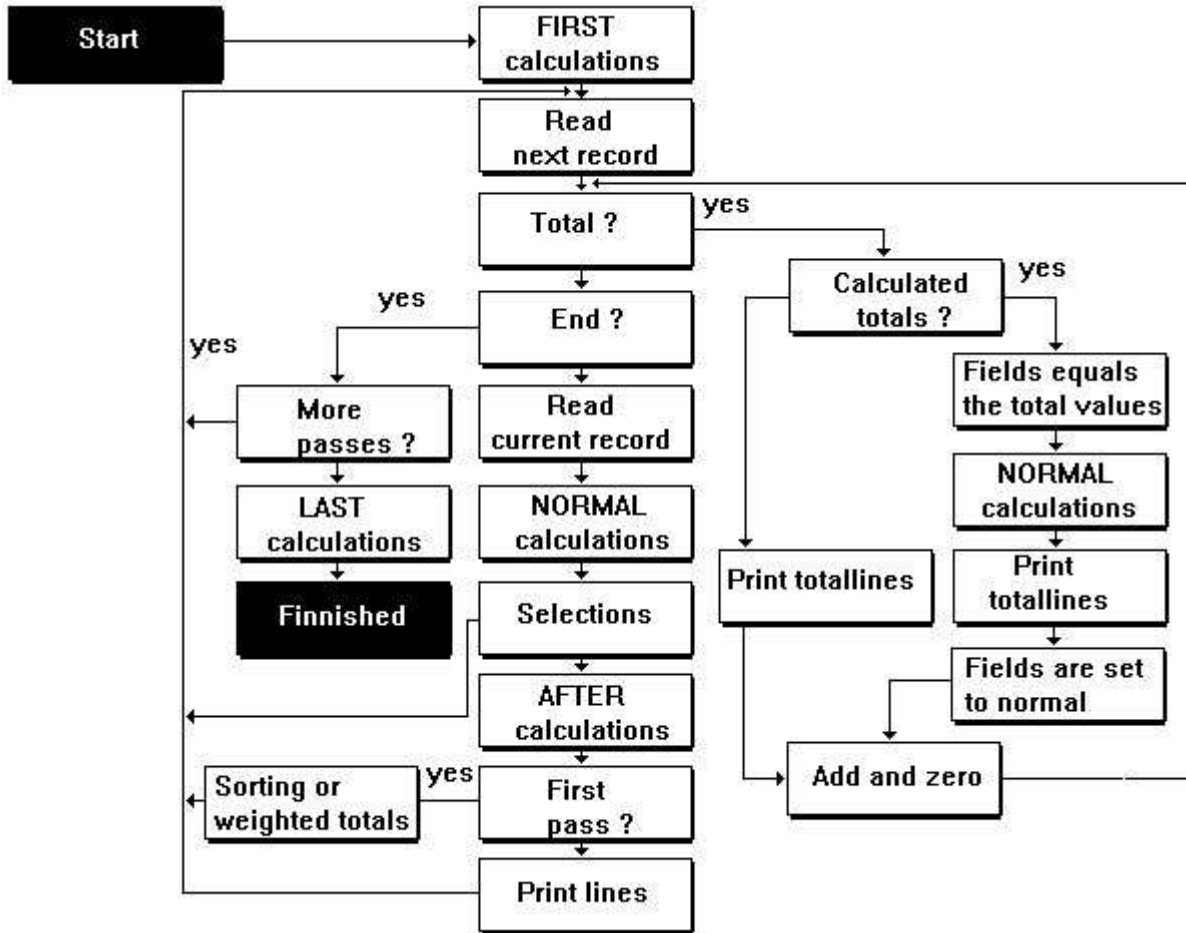 Start
FIRST
calculations
Read
next record
Total ?
yes
Calculated
totals ?
yes
End ?
yes
yes
More
passes ?
Read
current record
Fields equals
the total values
LAST
calculations
NORMAL
calculations
NORMAL
calculations
Finnished
Selections
Print totallines
Print
totallines
AFTER
calculations
Fields are set
to normal
Sorting or
weighted totals
yes
First
pass ?
Add and zero
Print lines